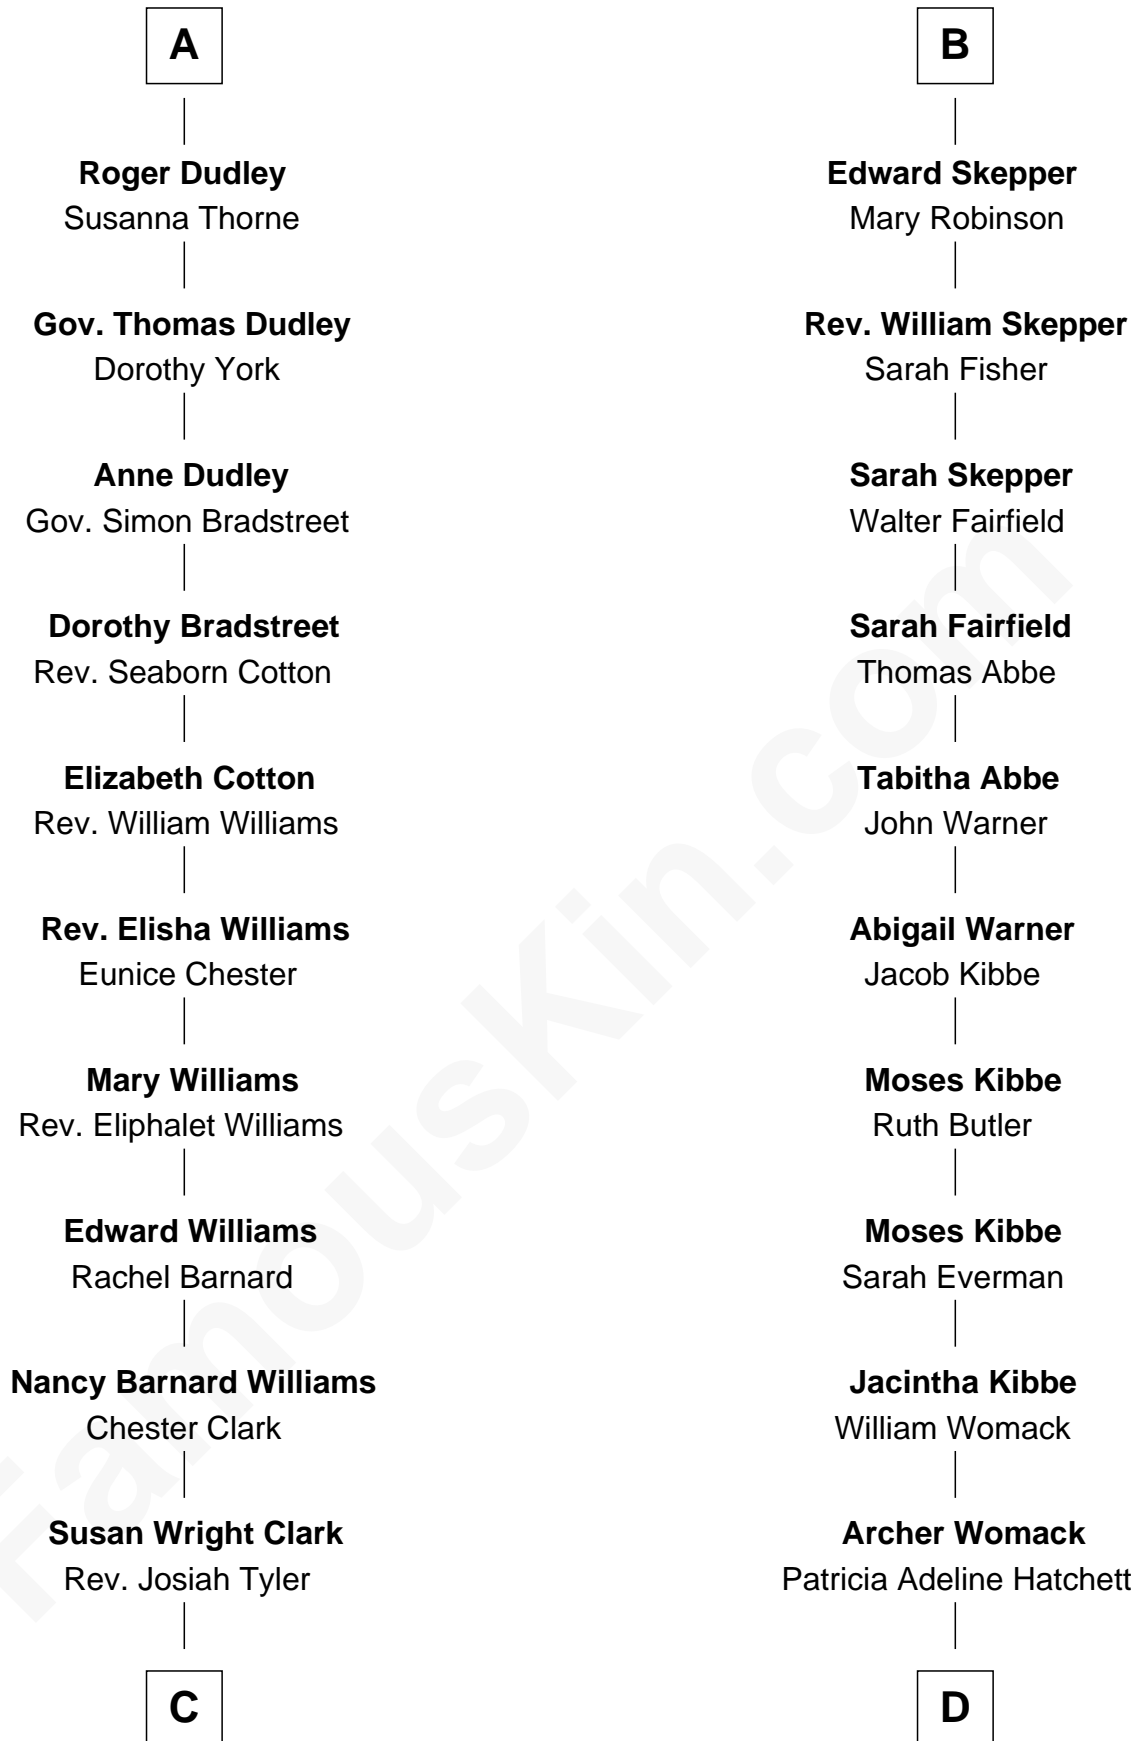 A
Roger Dudley
Susanna Thorne
Gov. Thomas Dudley
Dorothy York
Anne Dudley
Gov. Simon Bradstreet
Dorothy Bradstreet
Rev. Seaborn Cotton
Elizabeth Cotton
Rev. William Williams
Rev. Elisha Williams
Eunice Chester
Mary Williams
Rev. Eliphalet Williams
Edward Williams
Rachel Barnard
Nancy Barnard Williams
Chester Clark
Susan Wright Clark
Rev. Josiah Tyler
C
B
Edward Skepper
Mary Robinson
Rev. William Skepper
Sarah Fisher
Sarah Skepper
Walter Fairfield
Sarah Fairfield
Thomas Abbe
Tabitha Abbe
John Warner
Abigail Warner
Jacob Kibbe
Moses Kibbe
Ruth Butler
Moses Kibbe
Sarah Everman
Jacintha Kibbe
William Womack
Archer Womack
Patricia Adeline Hatchett
D
FamousKin.com